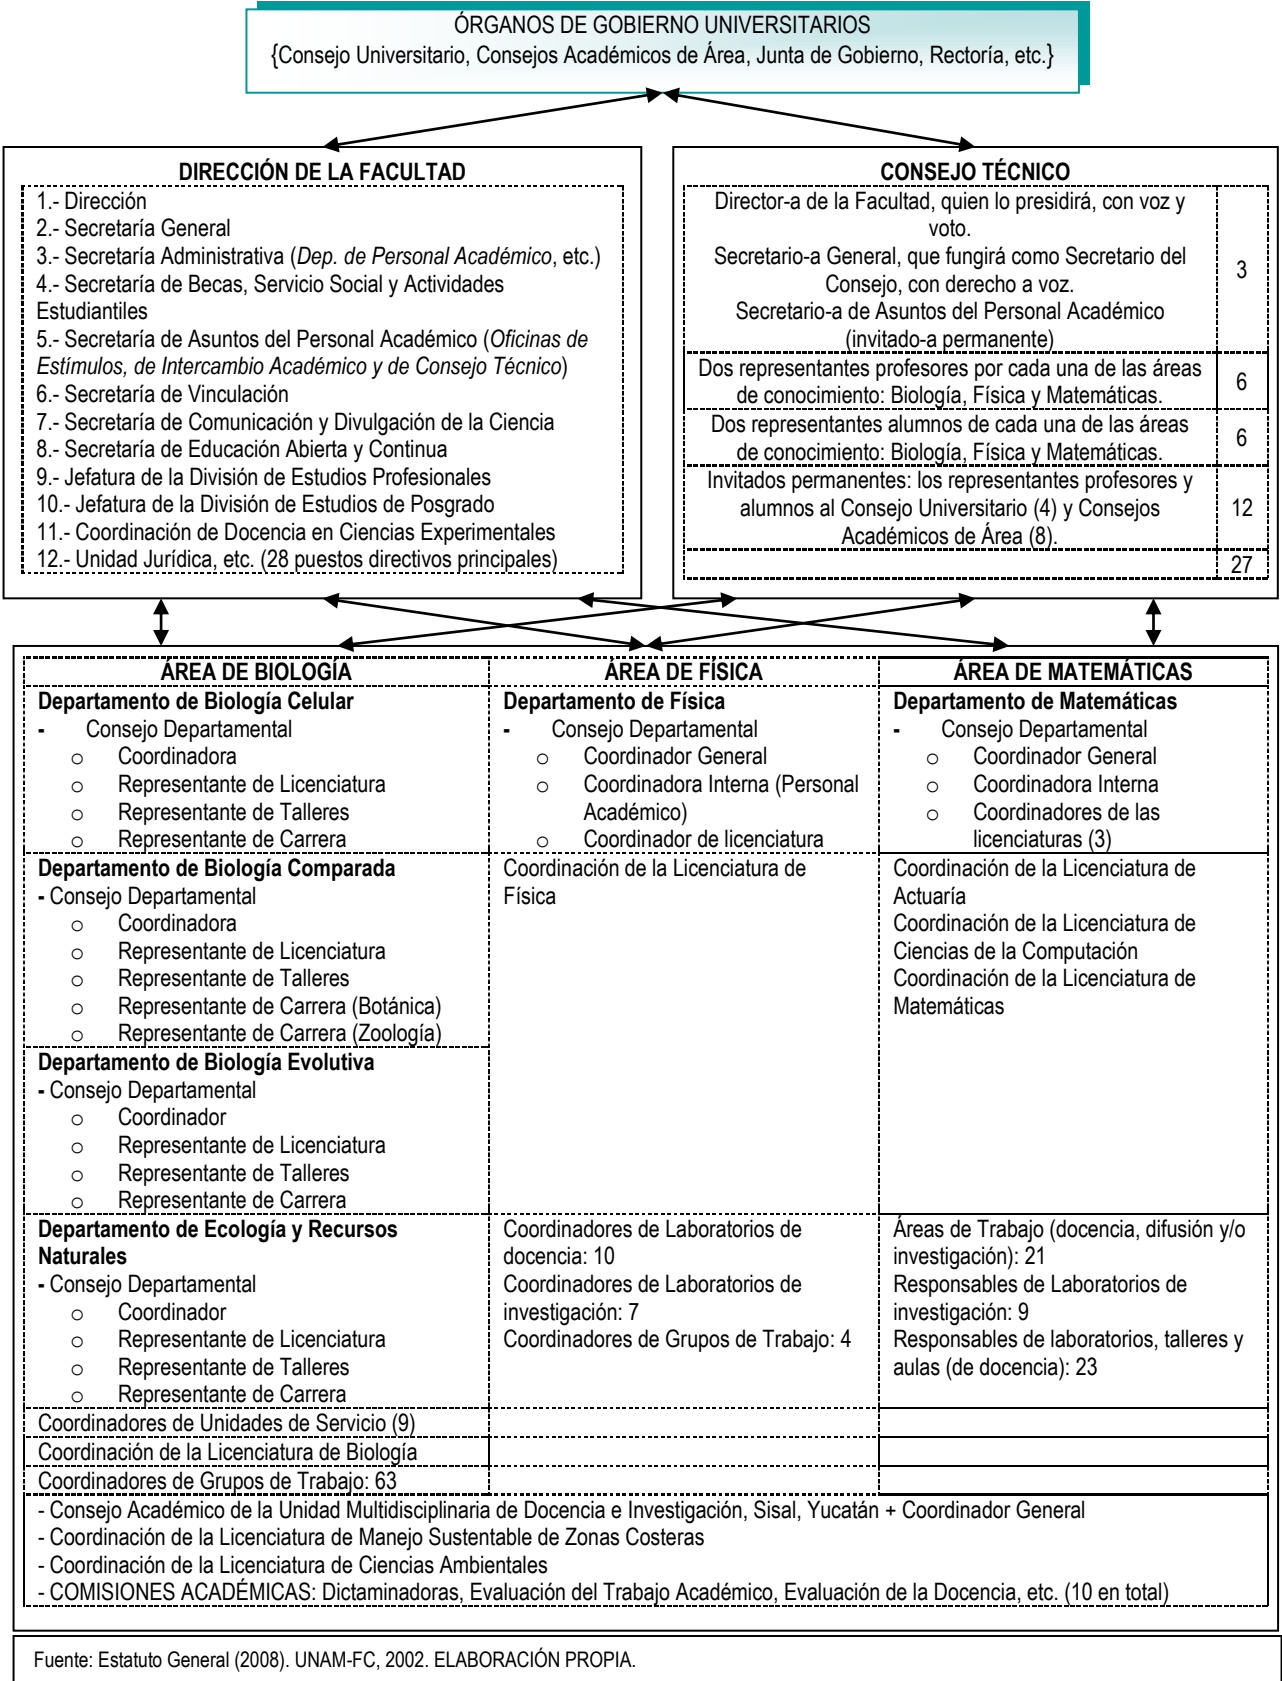 ÓRGANOS DE GOBIERNO UNIVERSITARIOS
{Consejo Universitario, Consejos Académicos de Área, Junta de Gobierno, Rectoría, etc.}
DIRECCIÓN DE LA FACULTAD
1.- Dirección
2.- Secretaría General
3.- Secretaría Administrativa (Dep. de Personal Académico, etc.)
4.- Secretaría de Becas, Servicio Social y Actividades
Estudiantiles
5.- Secretaría de Asuntos del Personal Académico (Oficinas de
Estímulos, de Intercambio Académico y de Consejo Técnico)
6.- Secretaría de Vinculación
7.- Secretaría de Comunicación y Divulgación de la Ciencia
8.- Secretaría de Educación Abierta y Continua
9.- Jefatura de la División de Estudios Profesionales
10.- Jefatura de la División de Estudios de Posgrado
11.- Coordinación de Docencia en Ciencias Experimentales
12.- Unidad Jurídica, etc. (28 puestos directivos principales)
CONSEJO TÉCNICO
Director-a de la Facultad, quien lo presidirá, con voz y
voto.
Secretario-a General, que fungirá como Secretario del
Consejo, con derecho a voz.
Secretario-a de Asuntos del Personal Académico
(invitado-a permanente)
3
Dos representantes profesores por cada una de las áreas
de conocimiento: Biología, Física y Matemáticas.
6
Dos representantes alumnos de cada una de las áreas
de conocimiento: Biología, Física y Matemáticas.
6
Invitados permanentes: los representantes profesores y
alumnos al Consejo Universitario (4) y Consejos
Académicos de Área (8).
12
27
ÁREA DE BIOLOGÍA
Departamento de Biología Celular
- Consejo Departamental
o Coordinadora
o Representante de Licenciatura
o Representante de Talleres
o Representante de Carrera
Departamento de Biología Comparada
- Consejo Departamental
o Coordinadora
o Representante de Licenciatura
o Representante de Talleres
o Representante de Carrera (Botánica)
o Representante de Carrera (Zoología)
Departamento de Biología Evolutiva
- Consejo Departamental
o Coordinador
o Representante de Licenciatura
o Representante de Talleres
o Representante de Carrera
Departamento de Ecología y Recursos
Naturales
- Consejo Departamental
o Coordinador
o Representante de Licenciatura
o Representante de Talleres
o Representante de Carrera
Coordinadores de Unidades de Servicio (9)
Coordinación de la Licenciatura de Biología
Coordinadores de Grupos de Trabajo: 63
ÁREA DE FÍSICA
Departamento de Física
- Consejo Departamental
o Coordinador General
o Coordinadora Interna (Personal
Académico)
o Coordinador de licenciatura
Coordinación de la Licenciatura de
Física
Coordinadores de Laboratorios de
docencia: 10
Coordinadores de Laboratorios de
investigación: 7
Coordinadores de Grupos de Trabajo: 4
ÁREA DE MATEMÁTICAS
Departamento de Matemáticas
- Consejo Departamental
o Coordinador General
o Coordinadora Interna
o Coordinadores de las
licenciaturas (3)
Coordinación de la Licenciatura de
Actuaría
Coordinación de la Licenciatura de
Ciencias de la Computación
Coordinación de la Licenciatura de
Matemáticas
Áreas de Trabajo (docencia, difusión y/o
investigación): 21
Responsables de Laboratorios de
investigación: 9
Responsables de laboratorios, talleres y
aulas (de docencia): 23
- Consejo Académico de la Unidad Multidisciplinaria de Docencia e Investigación, Sisal, Yucatán + Coordinador General
- Coordinación de la Licenciatura de Manejo Sustentable de Zonas Costeras
- Coordinación de la Licenciatura de Ciencias Ambientales
- COMISIONES ACADÉMICAS: Dictaminadoras, Evaluación del Trabajo Académico, Evaluación de la Docencia, etc. (10 en total)
Fuente: Estatuto General (2008). UNAM-FC, 2002. ELABORACIÓN PROPIA.